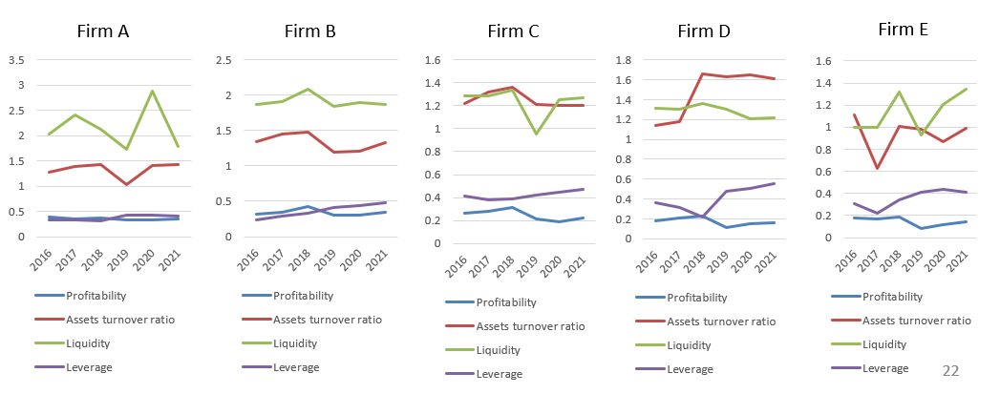 Firm A
3.5
3
2.5
2
1.5
1
0.5
0
2016 2017 2018 2019 2020 2021
Profitability
Assets turnover ratio
Liquidity
Leverage
Firm B
2.5
2
1.5
1
0.5
0
2016 2017 2018 2019 2020 2021
Profitability
Assets turnover ratio
Liquidity
Leverage
Firm C
1.6
1.4
1.2
1
0.8
0.6
0.4
0.2
0
2016 2017 2018 2019 2020 2021
Profitability
Assets turnover ratio
Liquidity
Leverage
Firm D
1.8
1.6
1.4
1.2
1
0.8
0.6
0.4
0.2
0
2016 2017 2018 2019 2020 2021
Profitability
Assets turnover ratio
Liquidity
Leverage
Firm E
1.6
1.4
1.2
1
0.8
0.6
0.4
0.2
0
2016 2017 2018 2019 2020 2021
Profitability
Assets turnover ratio
Liquidity
Leverage
22